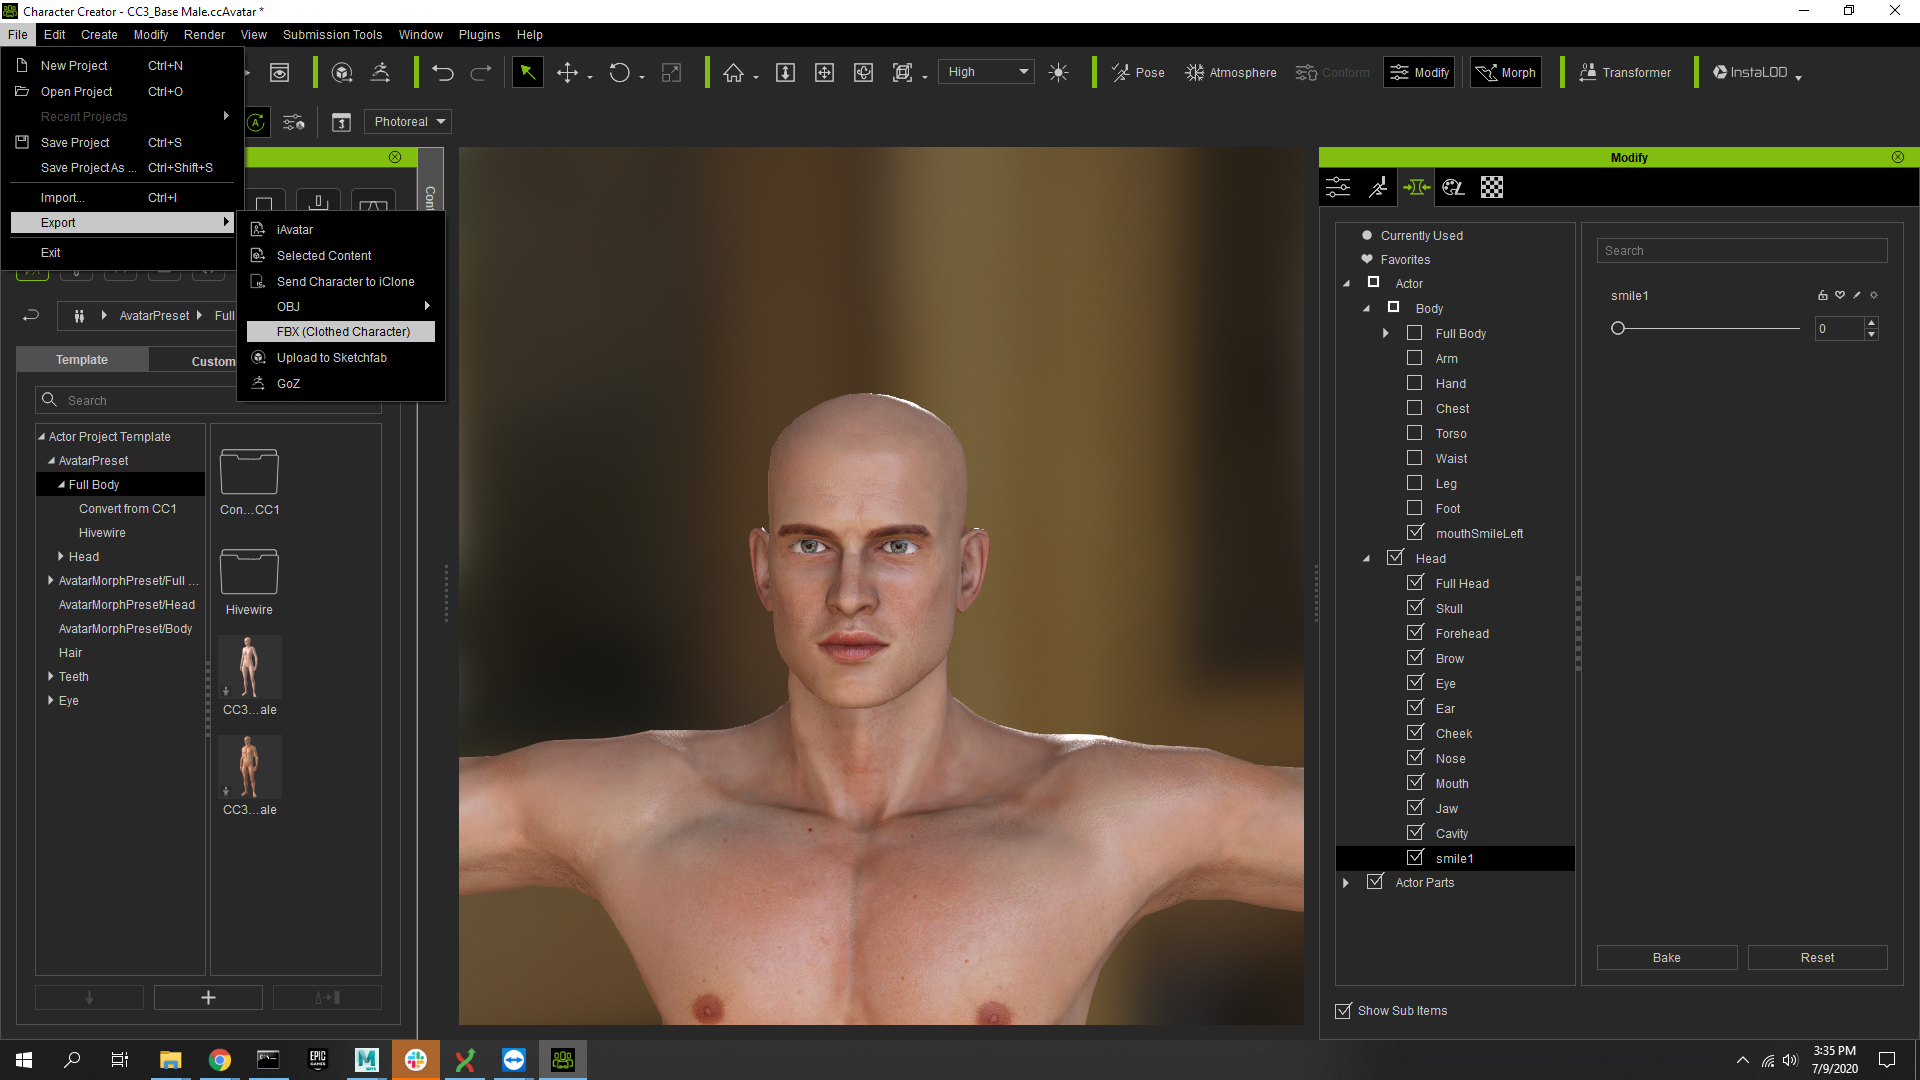 Character Creator - CC3_Base Male.ccAvatar *
File Edit Create Modify Render View Submission Tools Window Plugins Help
New Project Ctrl+N
Open Project Ctrl+O
Recent Projects
Save Project Ctrl+S
Save Project As ... Ctrl+Shift+S
Import... Ctrl+I
Export
Exit
iAvatar
Selected Content
Send Character to iClone
OBJ
FBX (Clothed Character)
Upload to Sketchfab
GoZ
High
Pose
Atmosphere
Conform
Modify
Morph
Transformer
InstaLOD
Photoreal
AvatarPreset Full
Template
Custom
Search
Actor Project Template
AvatarPreset
Full Body
Convert from CC1
Hivewire
Head
AvatarMorphPreset/Full ...
AvatarMorphPreset/Head
AvatarMorphPreset/Body
Hair
Teeth
Eye
Con...CC1
Hivewire
CC3...ale
CC3...ale
Modify
Currently Used
Favorites
Actor
Body
Full Body
Arm
Hand
Chest
Torso
Waist
Leg
Foot
mouthSmileLeft
Head
Full Head
Skull
Forehead
Brow
Eye
Ear
Cheek
Nose
Mouth
Jaw
Cavity
smile1
Actor Parts
Search
smile1
0
Bake
Reset
Show Sub Items
EPIC
GAMES
3:35 PM
7/9/2020